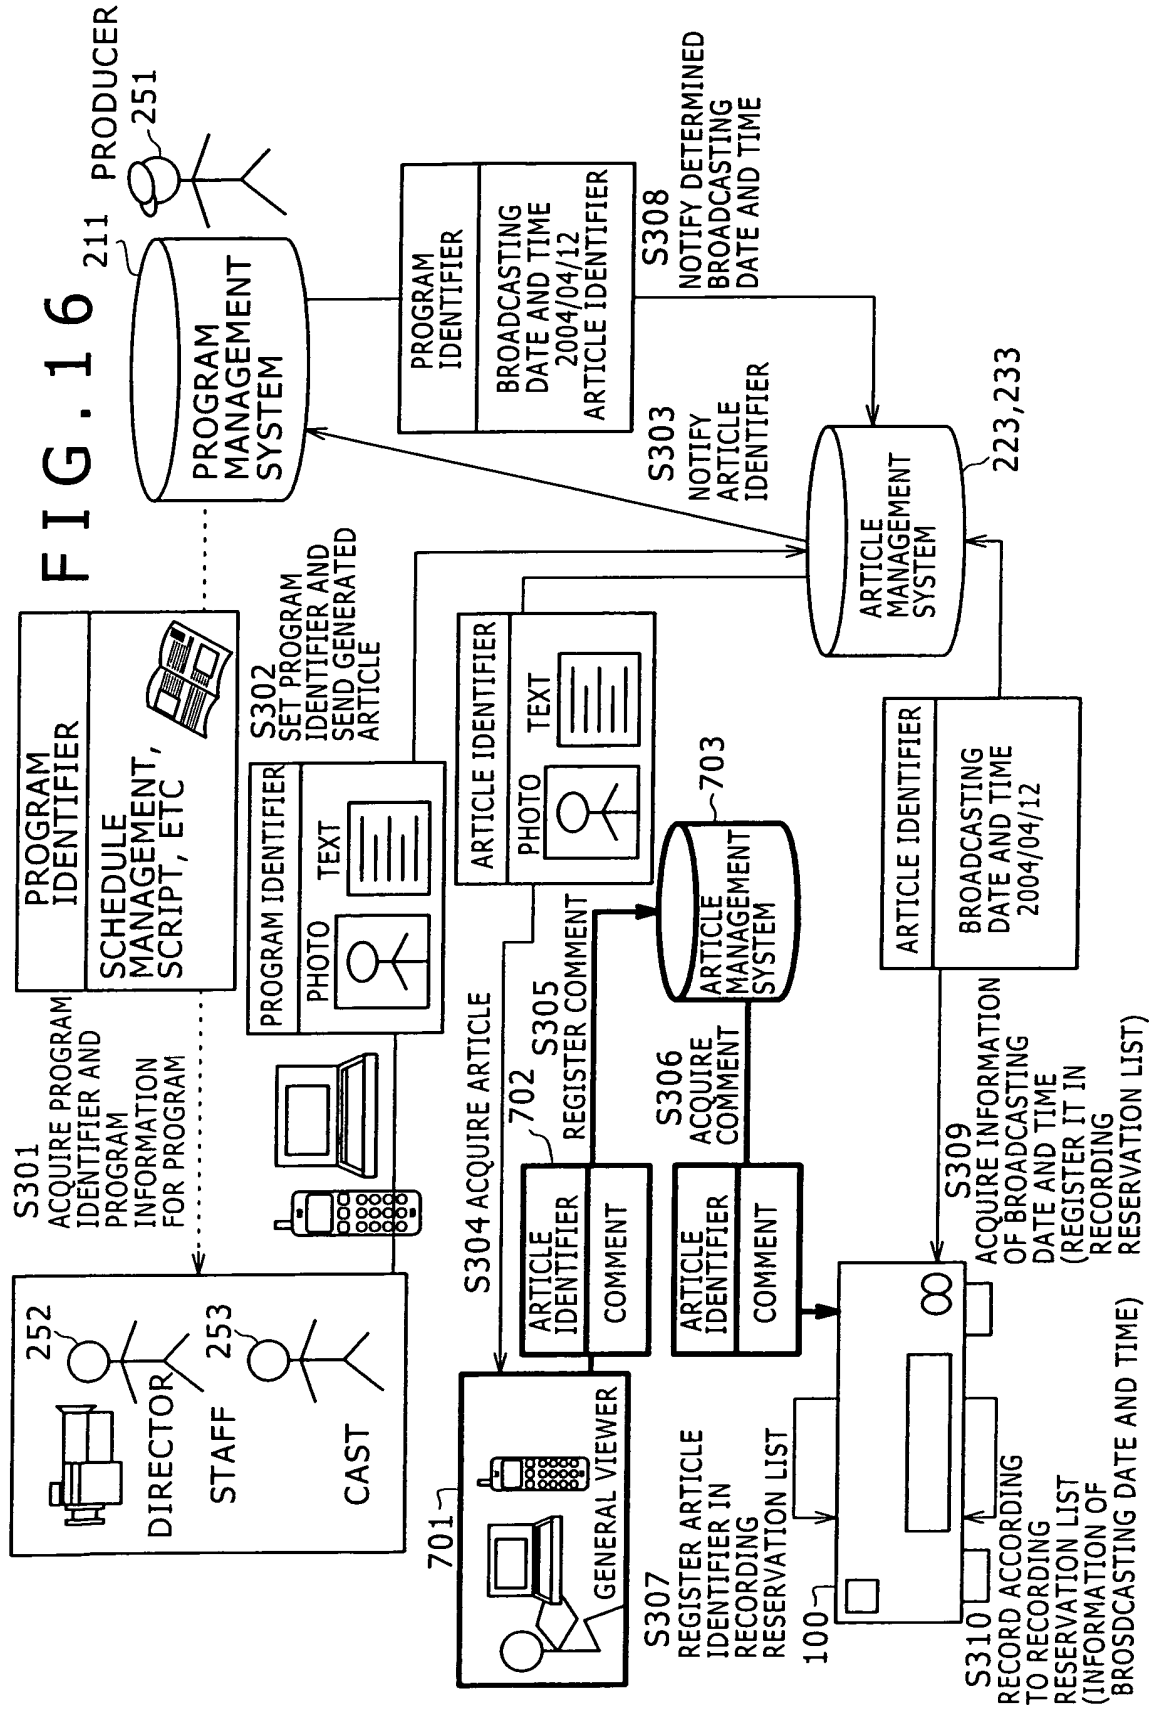 FIG.16
PRODUCER
251
211
PROGRAM
MANAGEMENT
SYSTEM
PROGRAM
IDENTIFIER
SCHEDULE
MANAGEMENT,
SCRIPT, ETC
S301
ACQUIRE PROGRAM
IDENTIFIER AND
PROGRAM
INFORMATION
FOR PROGRAM
252
DIRECTOR
STAFF
253
CAST
S302
SET PROGRAM
IDENTIFIER AND
SEND GENERATED
ARTICLE
PROGRAM IDENTIFIER
PHOTO
TEXT
PROGRAM
IDENTIFIER
BROADCASTING
DATE AND TIME
2004/04/12
ARTICLE IDENTIFIER
S308
NOTIFY DETERMINED
BROADCASTING
DATE AND TIME
S303
NOTIFY
ARTICLE
IDENTIFIER
ARTICLE IDENTIFIER
PHOTO
TEXT
S304 ACQUIRE ARTICLE
701
GENERAL VIEWER
702
ARTICLE
IDENTIFIER
COMMENT
S305
REGISTER COMMENT
703
ARTICLE
MANAGEMENT
SYSTEM
S306
ACQUIRE
COMMENT
ARTICLE
IDENTIFIER
COMMENT
ARTICLE
MANAGEMENT
SYSTEM
223,233
S307
REGISTER ARTICLE
IDENTIFIER IN
RECORDING
RESERVATION LIST
100
ARTICLE IDENTIFIER
BROADCASTING
DATE AND TIME
2004/04/12
S309
ACQUIRE INFORMATION
OF BROADCASTING
DATE AND TIME
(REGISTER IT IN
RECORDING
RESERVATION LIST)
S310
RECORD ACCORDING
TO RECORDING
RESERVATION LIST
(INFORMATION OF
BROSDCASTING DATE AND TIME)